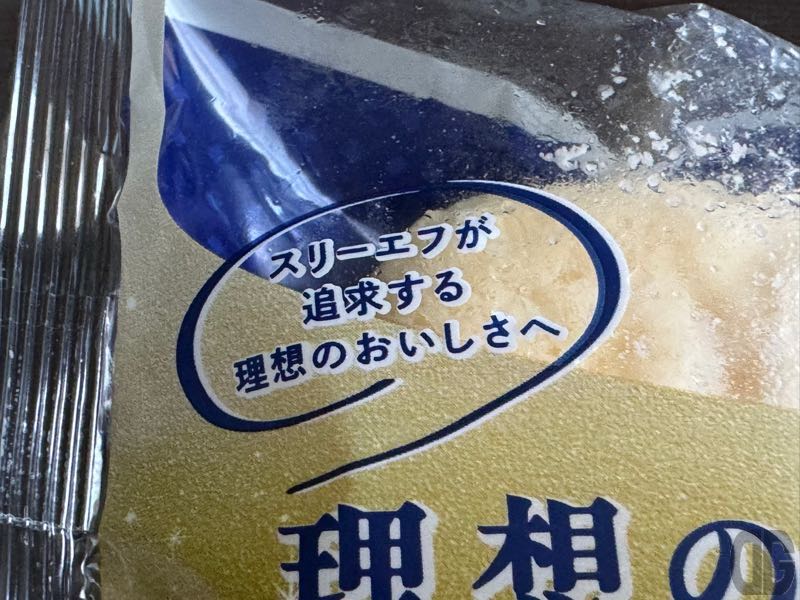 スリーエフが
追求する
理想のおいしさへ
理想の